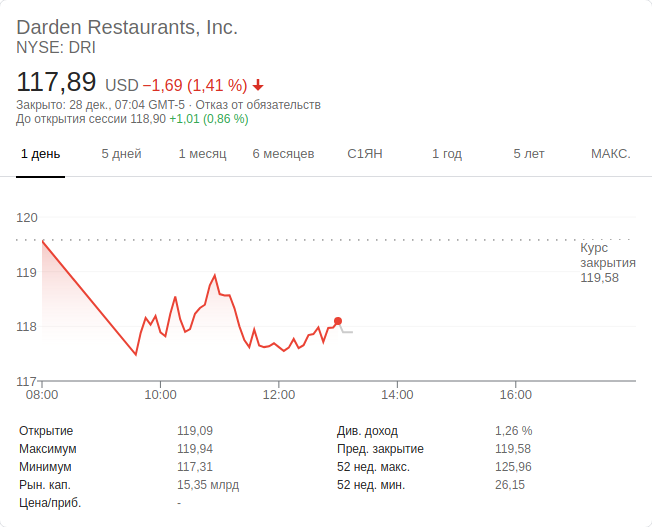 Darden Restaurants, Inc.
NYSE: DRI
117,89 USD −1,69 (1,41 %)
Закрыто: 28 дек., 07:04 GMT-5 · Отказ от обязательств
До открытия сессии 118,90 +1,01 (0,86 %)
1 день 5 дней 1 месяц 6 месяцев С1ЯН 1 год 5 лет МАКС.
120
Курс
закрытия
119,58
119
118
117
08:00 10:00 12:00 14:00 16:00
Открытие 119,09 Див. доход 1,26 %
Максимум 119,94 Пред. закрытие 119,58
Минимум 117,31 52 нед. макс. 125,96
Рын. кап. 15,35 млрд 52 нед. мин. 26,15
Цена/приб. -